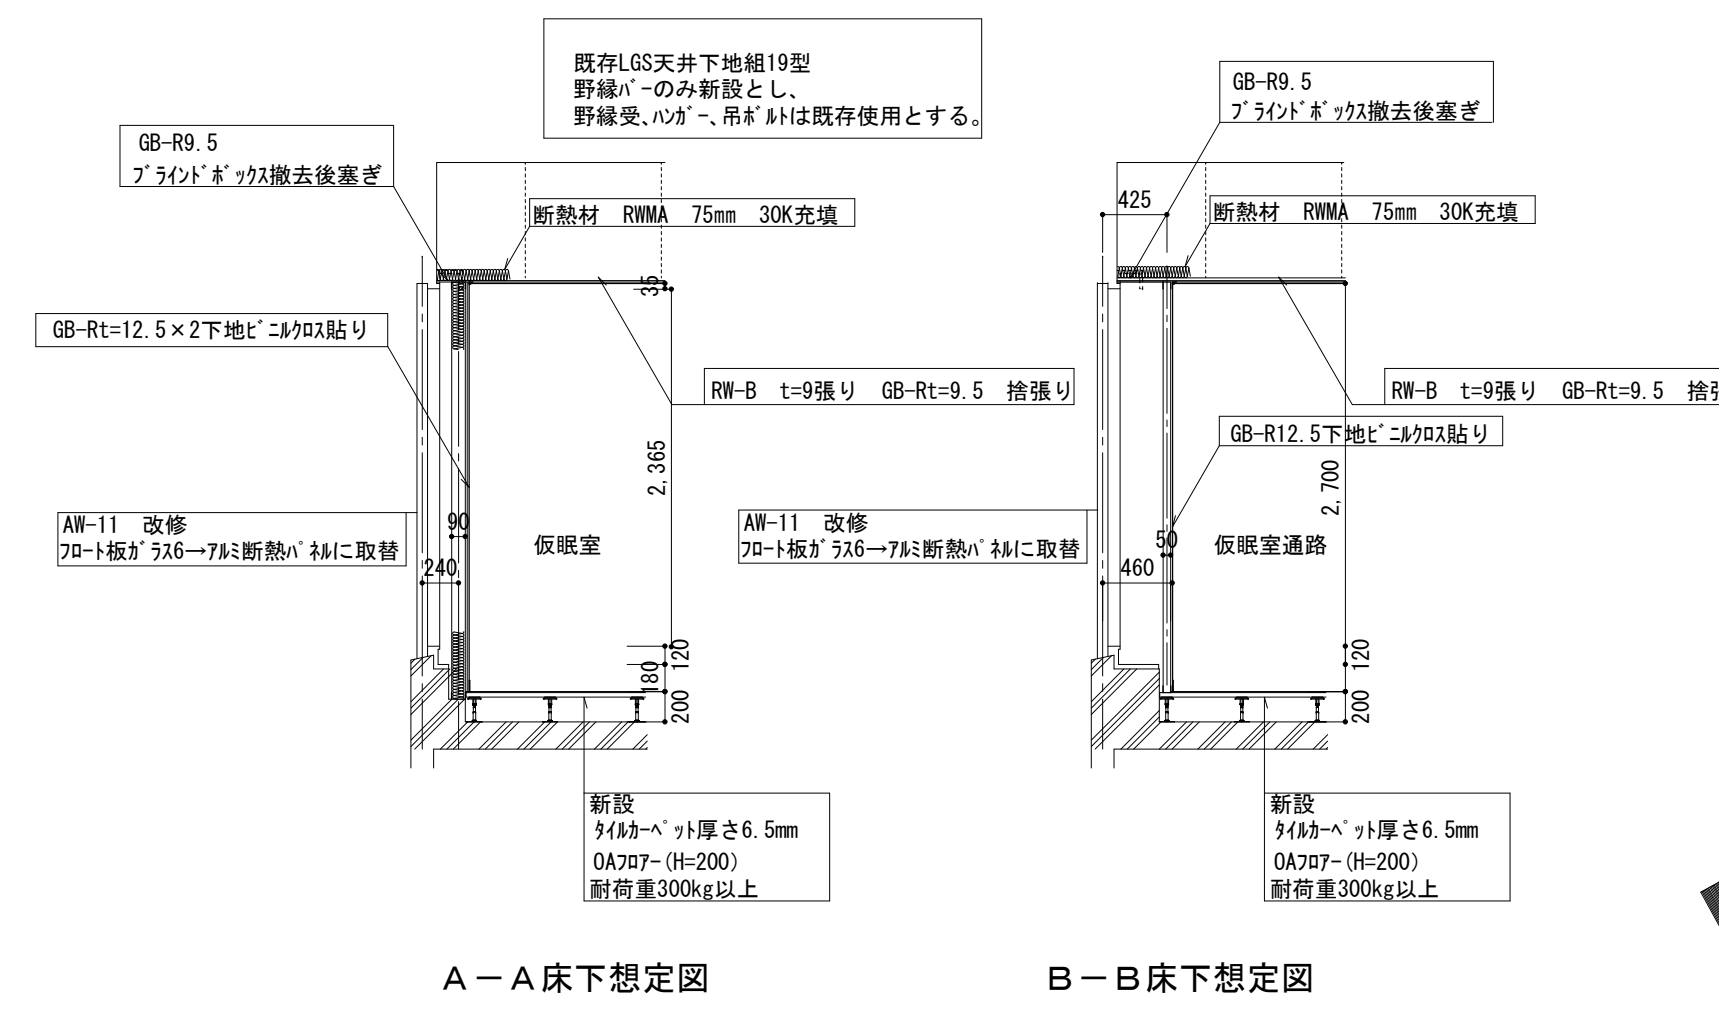 既存LGS天井下地組19型
野縁ﾊﾞｰのみ新設とし、
野縁受、ﾊﾝｶﾞｰ、吊ﾎﾞﾙﾄは既存使用とする。
GB-R9.5
ﾌﾞﾗｲﾝﾄﾞﾎﾞｯｸｽ撤去後塞ぎ
断熱材　RWMA　75mm　30K充填
35
GB-Rt=12.5×2下地ﾋﾞﾆﾙｸﾛｽ貼り
RW-B　t=9張り　GB-Rt=9.5　捨張り
2,365
AW-11　改修
ﾌﾛｰﾄ板ｶﾞﾗｽ6→ｱﾙﾐ断熱ﾊﾟﾈﾙに取替
90
240
仮眠室
120
180
200
新設
ﾀｲﾙｶｰﾍﾟｯﾄ厚さ6.5mm
OAﾌﾛｱｰ(H=200)
耐荷重300kg以上
A－A床下想定図
GB-R9.5
ﾌﾞﾗｲﾝﾄﾞﾎﾞｯｸｽ撤去後塞ぎ
425
断熱材　RWMA　75mm　30K充填
RW-B　t=9張り　GB-Rt=9.5　捨張
GB-R12.5下地ﾋﾞﾆﾙｸﾛｽ貼り
2,700
AW-11　改修
ﾌﾛｰﾄ板ｶﾞﾗｽ6→ｱﾙﾐ断熱ﾊﾟﾈﾙに取替
50
460
仮眠室通路
120
200
新設
ﾀｲﾙｶｰﾍﾟｯﾄ厚さ6.5mm
OAﾌﾛｱｰ(H=200)
耐荷重300kg以上
B－B床下想定図